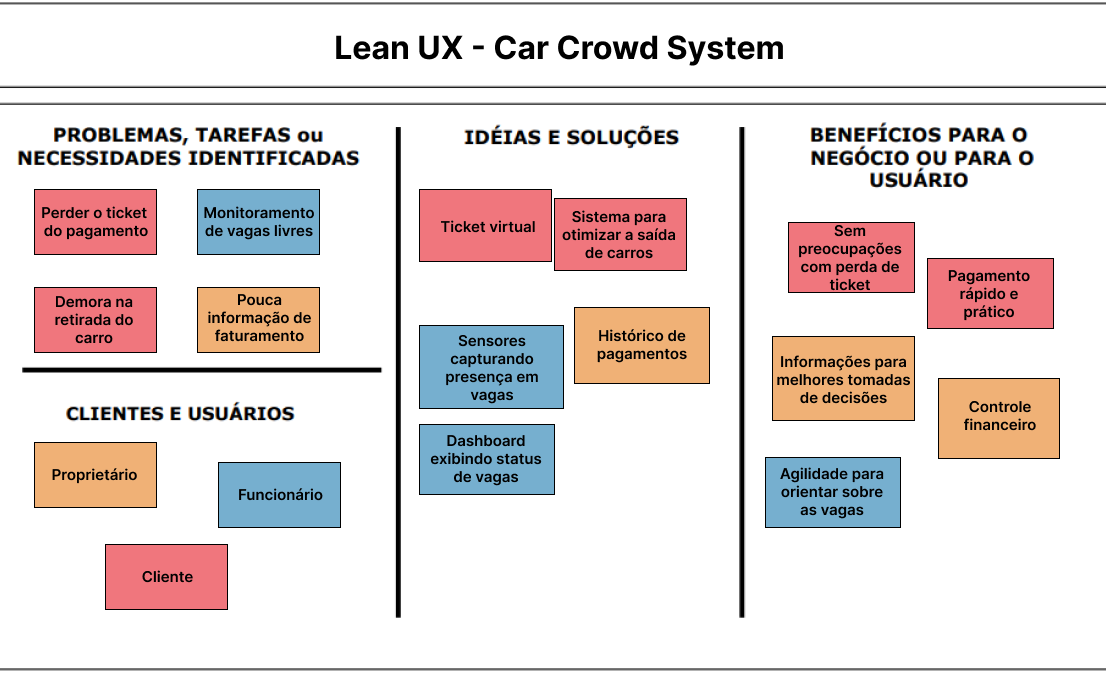 Lean UX - Car Crowd System
PROBLEMAS, TAREFAS ou
NECESSIDADES IDENTIFICADAS
Perder o ticket
do pagamento
Monitoramento
de vagas livres
Demora na
retirada do
carro
Pouca
informação de
faturamento
CLIENTES E USUÁRIOS
Proprietário
Funcionário
Cliente
IDÉIAS E SOLUÇÕES
Ticket virtual
Sistema para
otimizar a saída
de carros
Histórico de
pagamentos
Sensores
capturando
presença em
vagas
Dashboard
exibindo status
de vagas
BENEFÍCIOS PARA O
NEGÓCIO OU PARA O
USUÁRIO
Sem
preocupações
com perda de
ticket
Pagamento
rápido e
prático
Informações para
melhores tomadas
de decisões
Controle
financeiro
Agilidade para
orientar sobre
as vagas